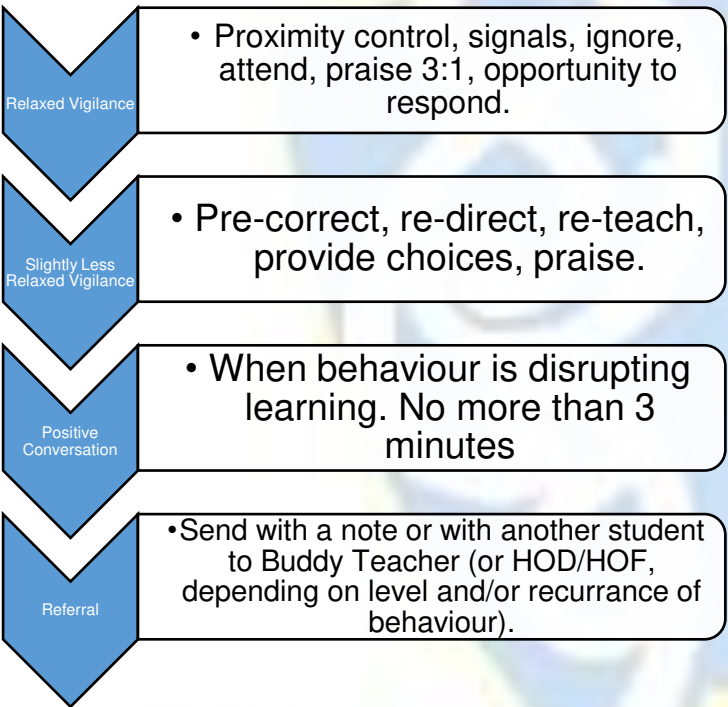 Relaxed Vigilance
• Proximity control, signals, ignore,
attend, praise 3:1, opportunity to
respond.
Slightly Less
Relaxed Vigilance
• Pre-correct, re-direct, re-teach,
provide choices, praise.
Positive
Conversation
• When behaviour is disrupting
learning. No more than 3
minutes
Referral
•Send with a note or with another student
to Buddy Teacher (or HOD/HOF,
depending on level and/or recurrance of
behaviour).